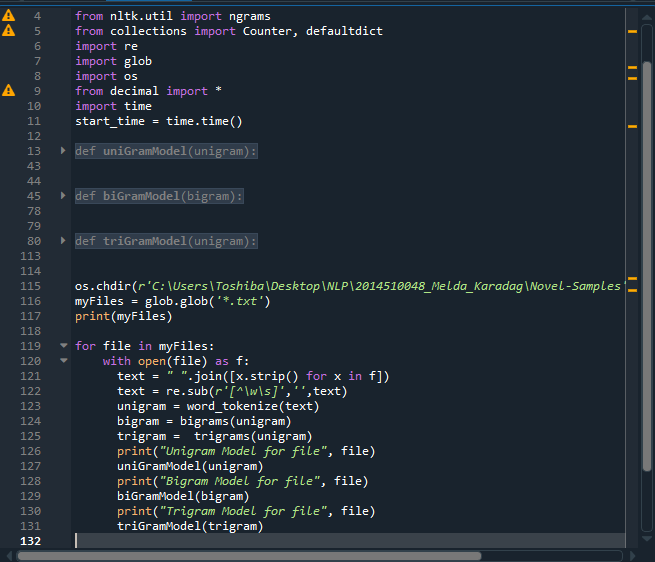 4 from nltk.util import ngrams
5 from collections import Counter, defaultdict
6 import re
7 import glob
8 import os
9 from decimal import *
10 import time
11 start_time = time.time()
12
13 def uniGramModel(unigram):
43
44
45 def biGramModel(bigram):
78
79
80 def triGramModel(unigram):
113
114
115 os.chdir(r'C:\Users\Toshiba\Desktop\NLP\2014510048_Melda_Karadag\Novel-Samples'
116 myFiles = glob.glob('*.txt')
117 print(myFiles)
118
119 for file in myFiles:
120     with open(file) as f:
121       text = " ".join([x.strip() for x in f])
122       text = re.sub(r'[^\w\s]','',text)
123       unigram = word_tokenize(text)
124       bigram = bigrams(unigram)
125       trigram =  trigrams(unigram)
126       print("Unigram Model for file", file)
127       uniGramModel(unigram)
128       print("Bigram Model for file", file)
129       biGramModel(bigram)
130       print("Trigram Model for file", file)
131       triGramModel(trigram)
132